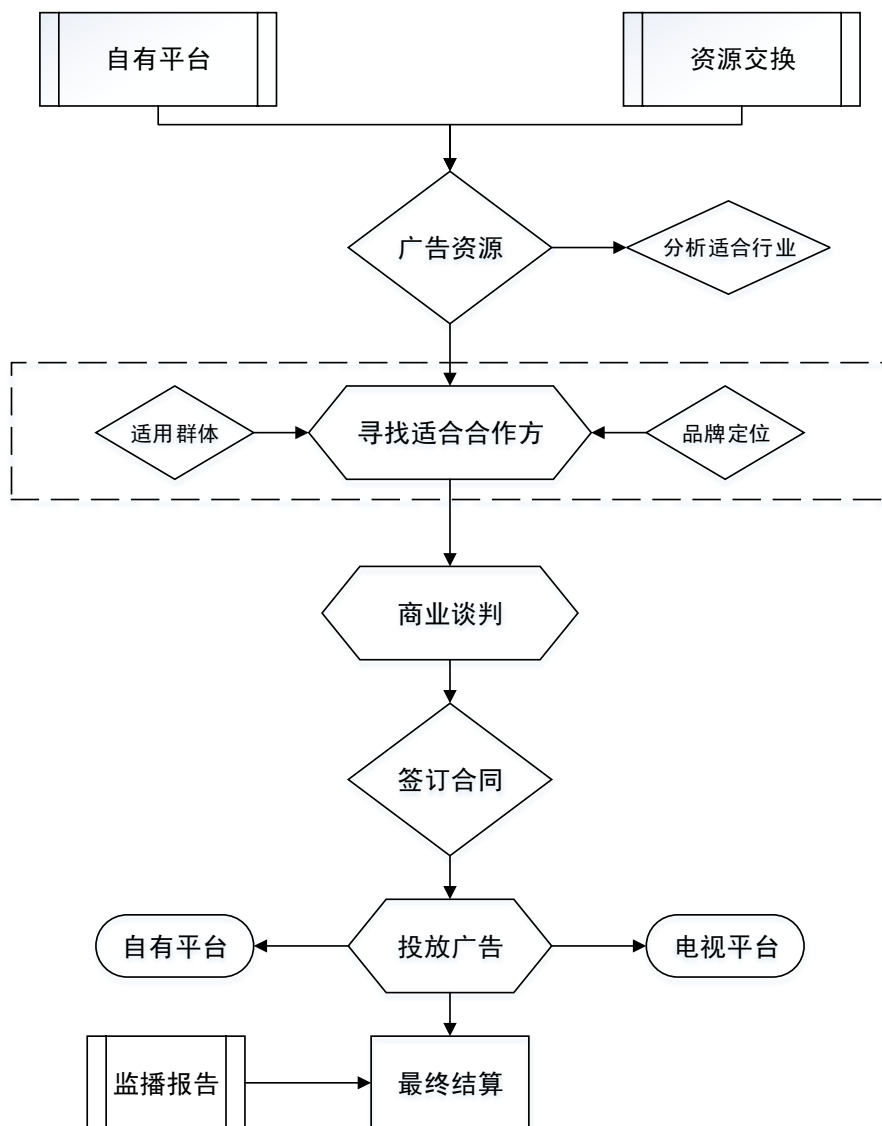 自有平台
资源交换
广告资源
分析适合行业
适用群体
寻找适合合作方
品牌定位
商业谈判
签订合同
自有平台
投放广告
电视平台
监播报告
最终结算